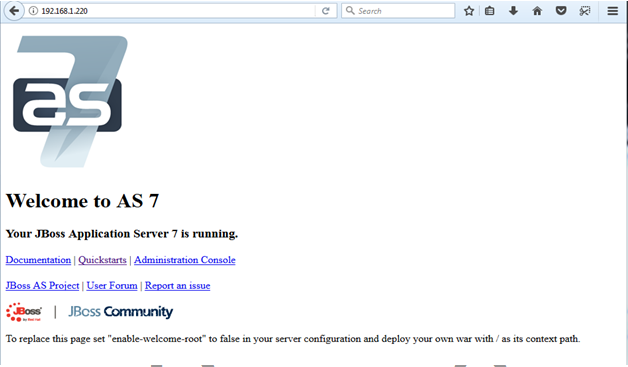 192.168.1.220
Search
as
7
Welcome to AS 7
Your JBoss Application Server 7 is running.
Documentation | Quickstarts | Administration Console
JBoss AS Project | User Forum | Report an issue
JBoss | JBoss Community
To replace this page set "enable-welcome-root" to false in your server configuration and deploy your own war with / as its context path.